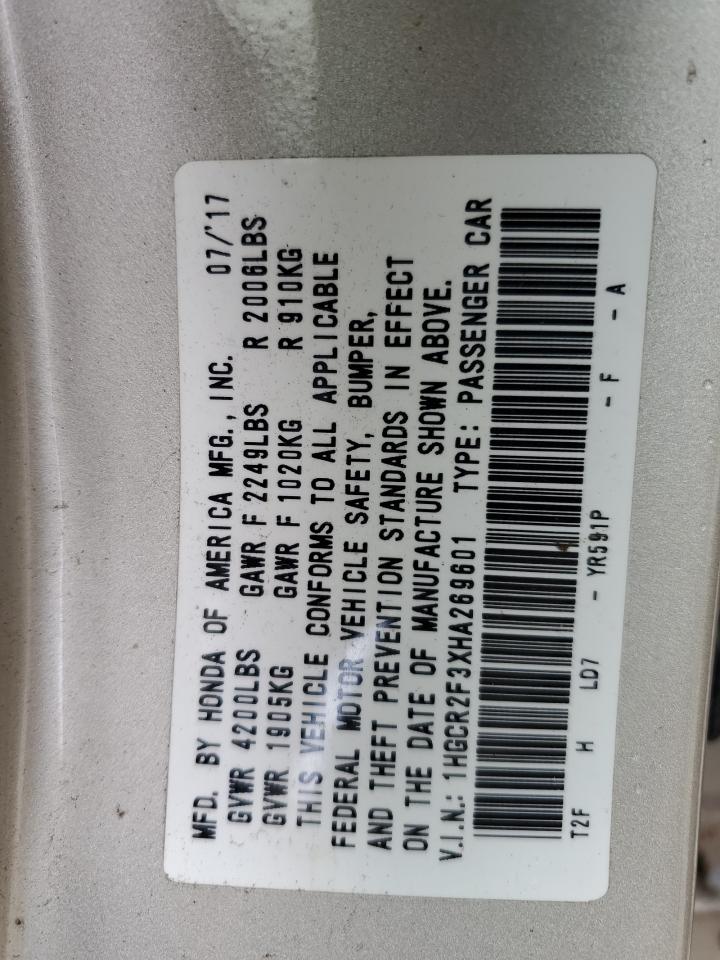 MFD. BY HONDA OF AMERICA MFG., INC. 07/'17
GVWR 4200LBS GAWR F 2249LBS R 2006LBS
GVWR 1905KG GAWR F 1020KG R 910KG
THIS VEHICLE CONFORMS TO ALL APPLICABLE
FEDERAL MOTOR VEHICLE SAFETY, BUMPER,
AND THEFT PREVENTION STANDARDS IN EFFECT
ON THE DATE OF MANUFACTURE SHOWN ABOVE.
V.I.N.: 1HGCR2F3XHA269601 TYPE: PASSENGER CAR
T2F H LD7 - YR591P - F - A